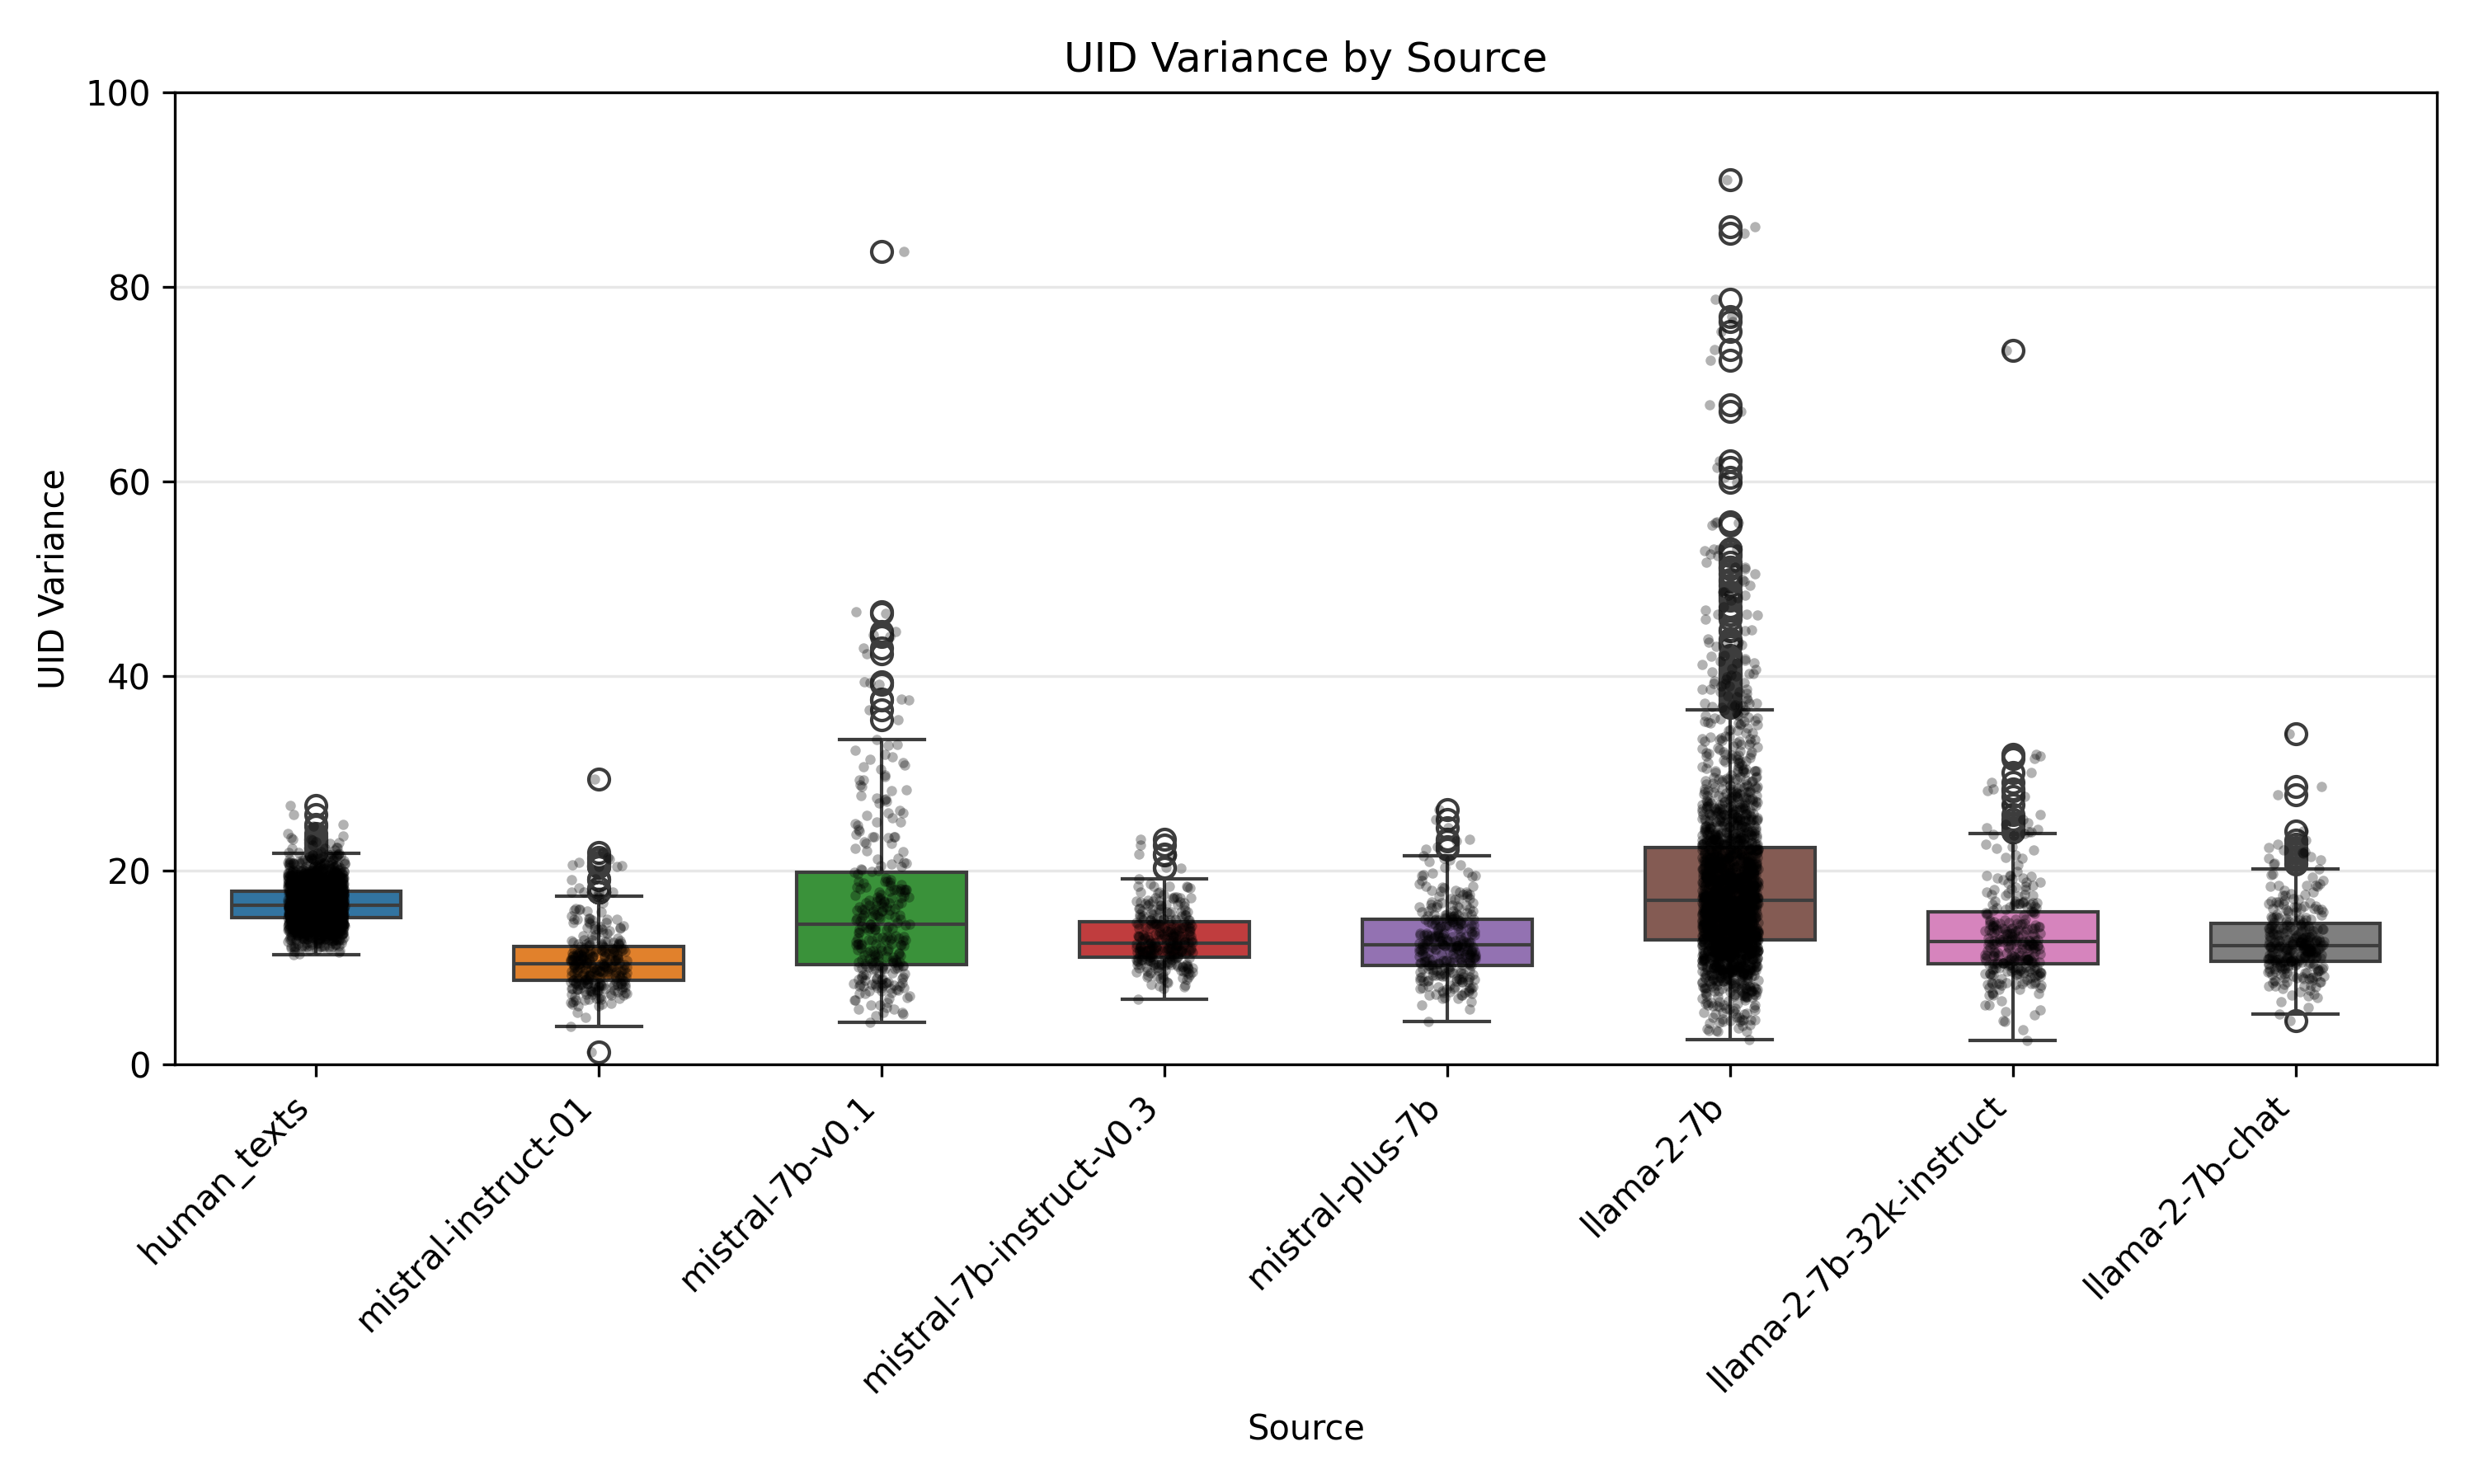 UID Variance by Source
UID Variance
100
80
60
40
20
0
human_texts
mistral-instruct-01
mistral-7b-v0.1
mistral-7b-instruct-v0.3
mistral-plus-7b
llama-2-7b
llama-2-7b-32k-instruct
llama-2-7b-chat
Source